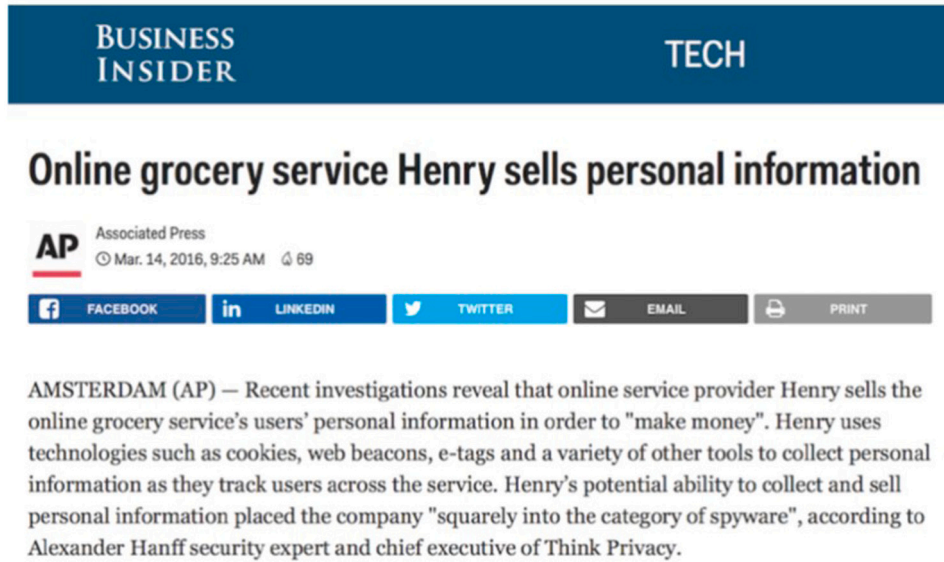 BUSINESS
INSIDER
TECH
Online grocery service Henry sells personal information
AP
Associated Press
Mar. 14, 2016, 9:25 AM 69
FACEBOOK
in LINKEDIN
TWITTER
EMAIL
PRINT
AMSTERDAM (AP) — Recent investigations reveal that online service provider Henry sells the
online grocery service's users' personal information in order to "make money". Henry uses
technologies such as cookies, web beacons, e-tags and a variety of other tools to collect personal
information as they track users across the service. Henry's potential ability to collect and sell
personal information placed the company "squarely into the category of spyware", according to
Alexander Hanff security expert and chief executive of Think Privacy.